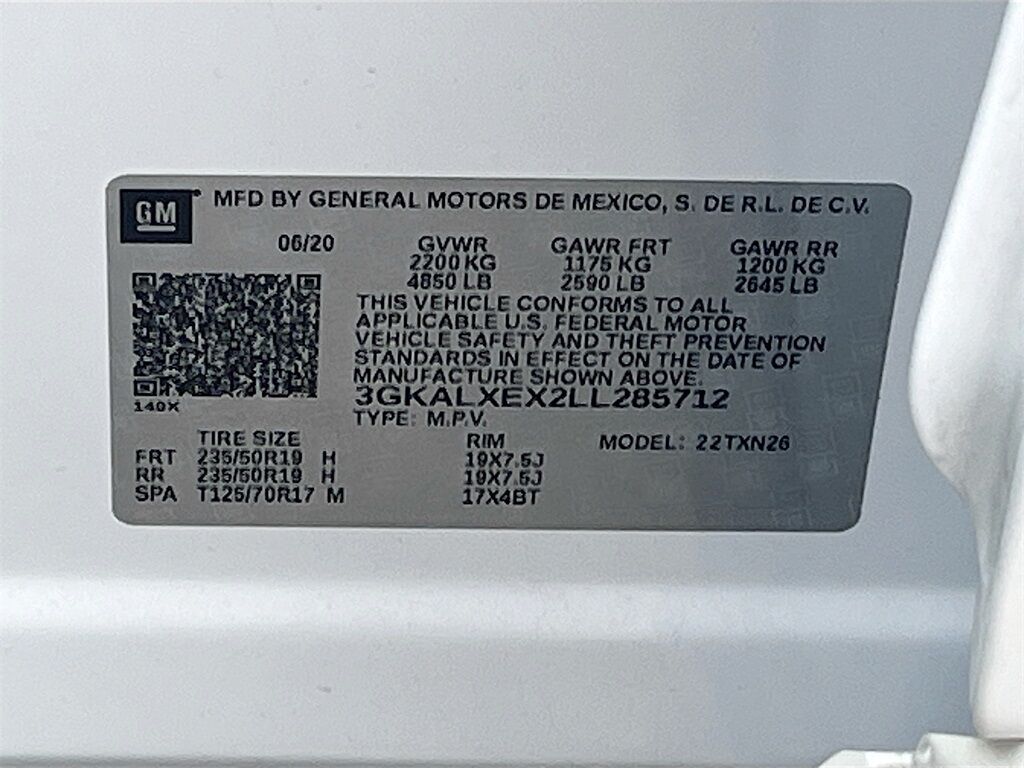 GM MFD BY GENERAL MOTORS DE MEXICO, S. DE R.L. DE C.V.
06/20 GVWR GAWR FRT GAWR RR
2200 KG 1175 KG 1200 KG
4850 LB 2590 LB 2645 LB
THIS VEHICLE CONFORMS TO ALL
APPLICABLE U.S. FEDERAL MOTOR
VEHICLE SAFETY AND THEFT PREVENTION
STANDARDS IN EFFECT ON THE DATE OF
MANUFACTURE SHOWN ABOVE.
3GKALXEX2LL285712
149X
TYPE: M.P.V.
TIRE SIZE RIM MODEL: 22TXN26
FRT 235/50R19 H 19X7.5J
RR 235/50R19 H 19X7.5J
SPA T125/70R17 M 17X4BT